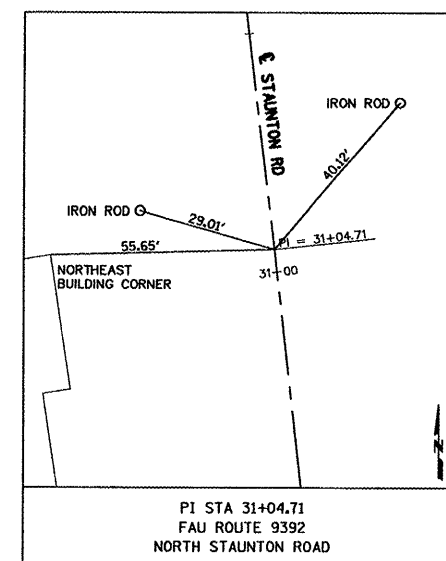 ℄ STAUNTON RD
IRON ROD
40.12'
IRON ROD
29.01'
55.65'
PI = 31+04.71
31+00
NORTHEAST
BUILDING CORNER
N
PI STA 31+04.71
FAU ROUTE 9392
NORTH STAUNTON ROAD